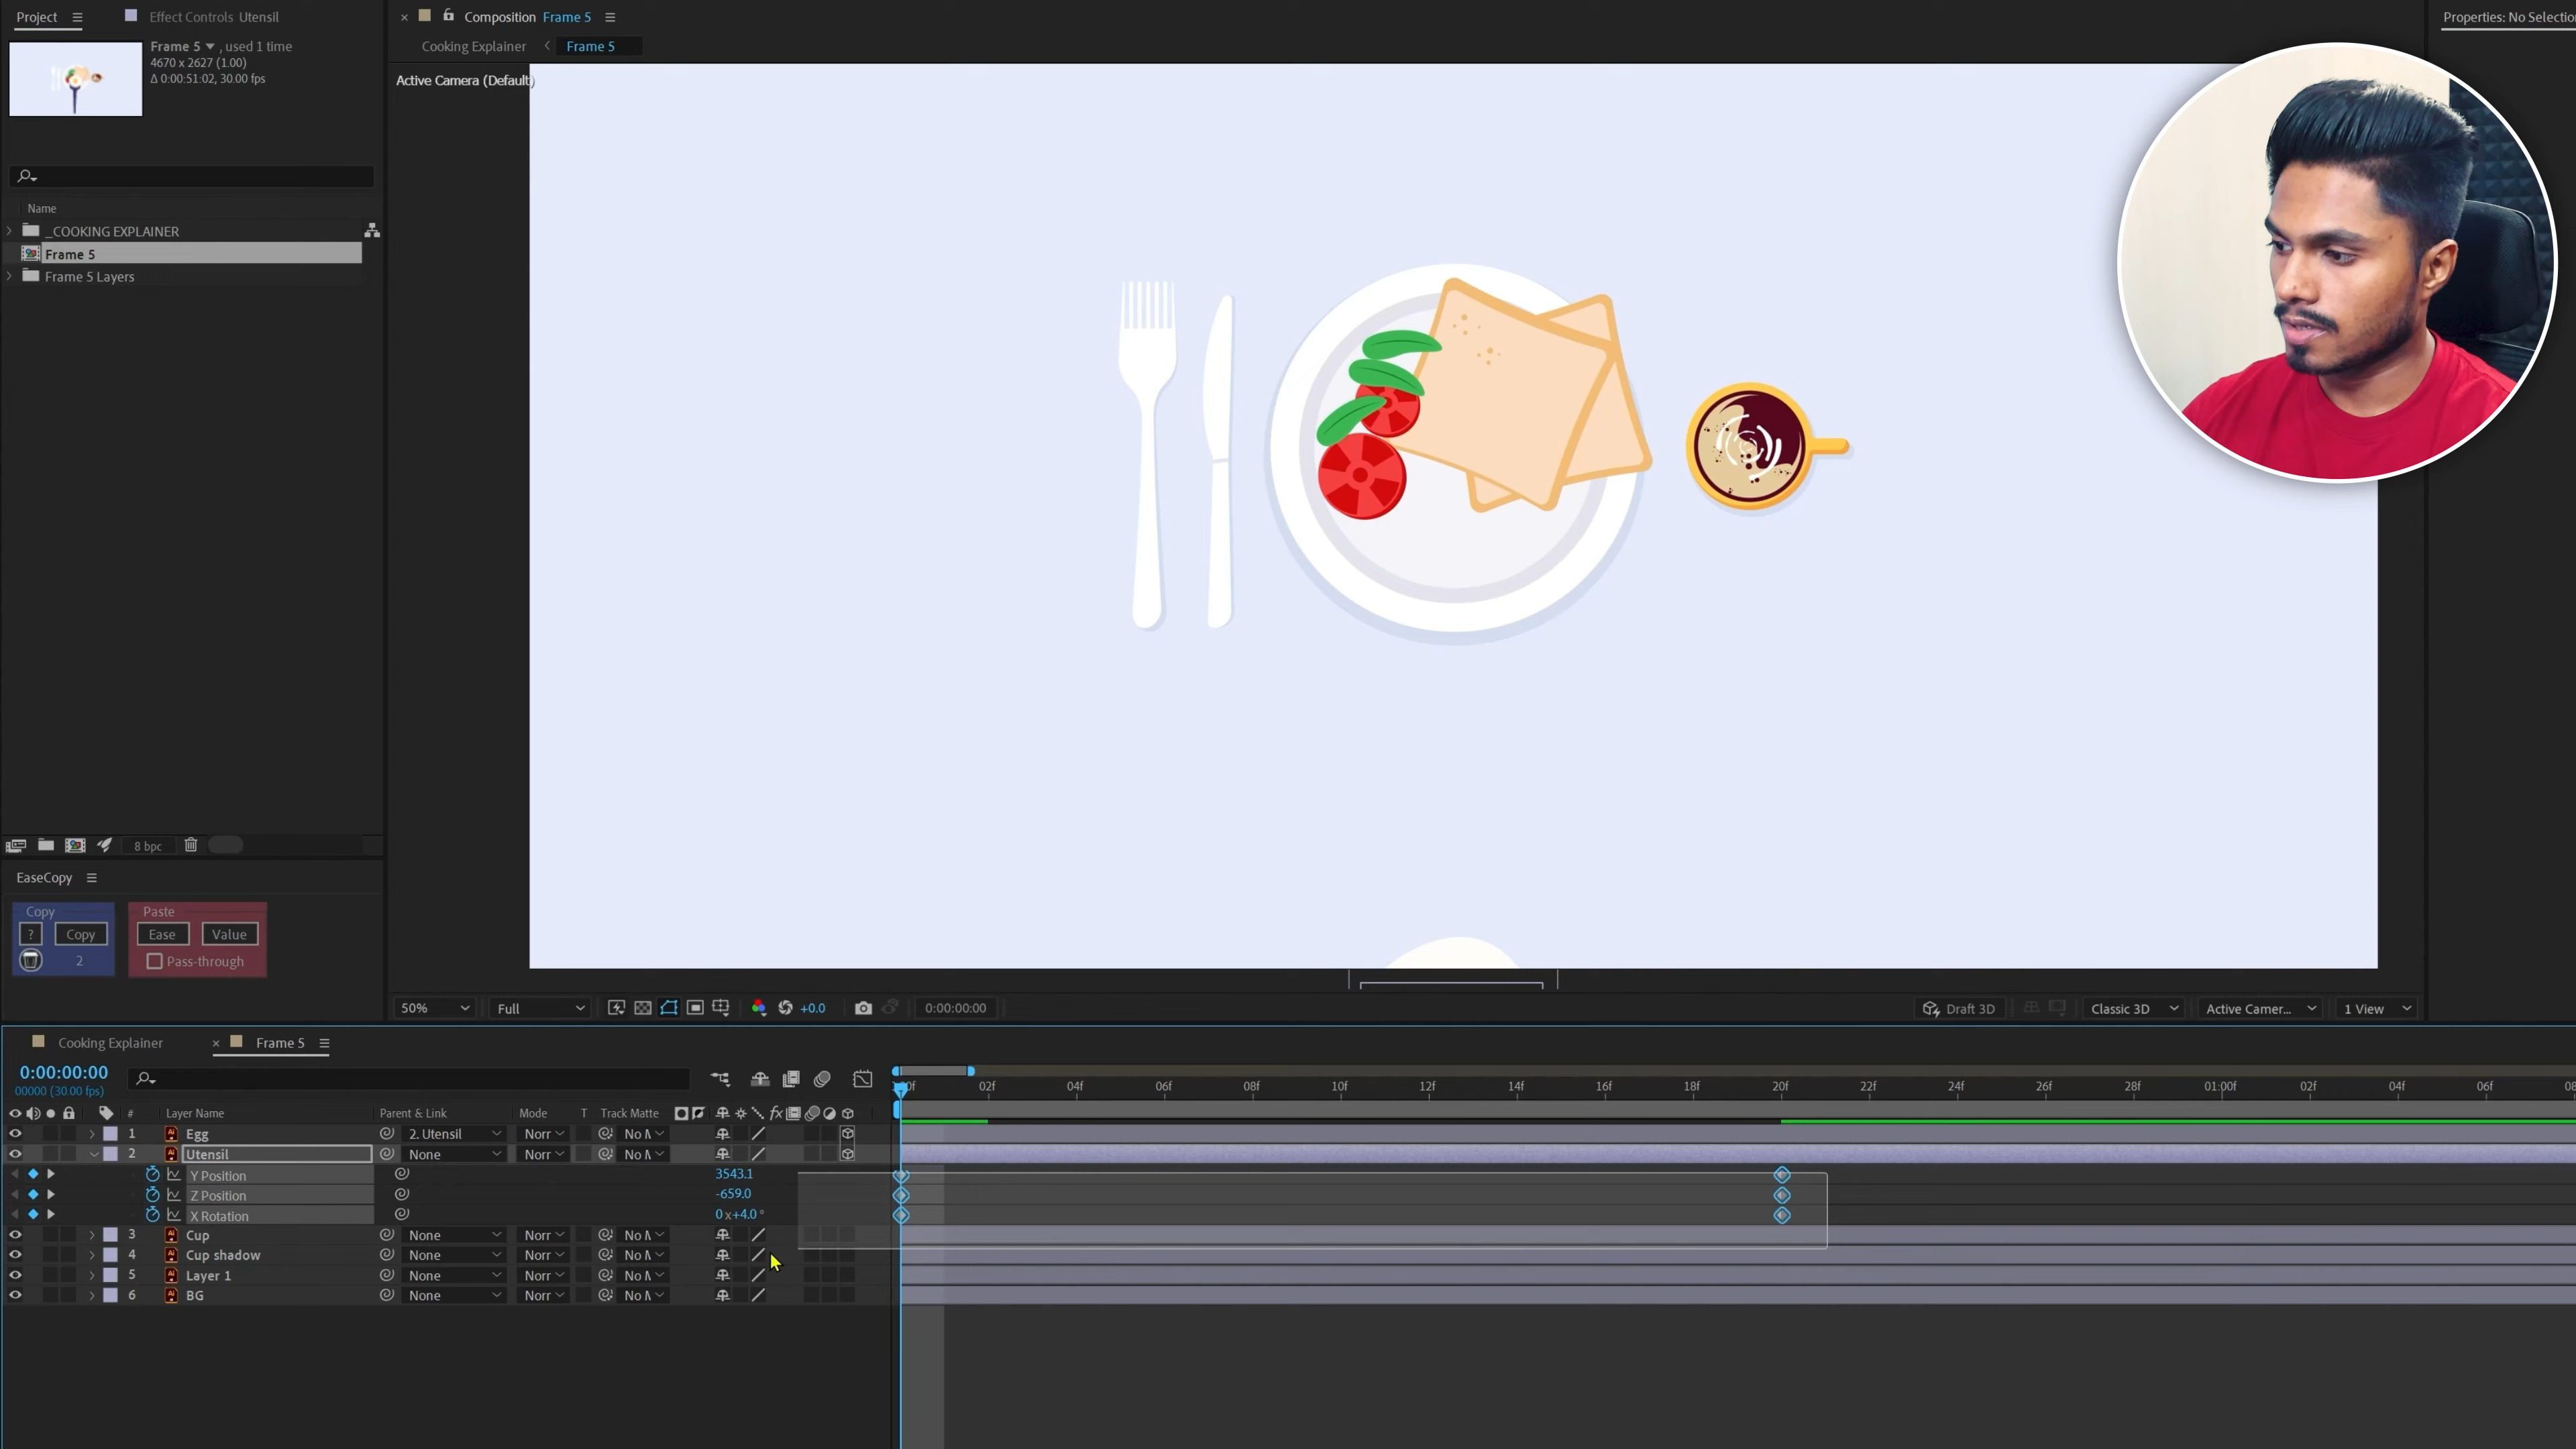 Project
Effect Controls Utensil
Composition Frame 5
Properties: No Selectio
Frame 5 , used 1 time
4670 x 2627 (1.00)
Δ 0:00:51:02, 30.00 fps
Cooking Explainer
Frame 5
Active Camera (Default)
Name
_COOKING EXPLAINER
Frame 5
Frame 5 Layers
8 bpc
EaseCopy
Copy
Paste
? Copy
Ease Value
2
Pass-through
50% Full +0.0 0:00:00:00 Draft 3D Classic 3D Active Camer... 1 View
Cooking Explainer
Frame 5
0:00:00:00
00000 (30.00 fps)
02f 04f 06f 08f 10f 12f 14f 16f 18f 20f 22f 24f 26f 28f 01:00f 02f 04f 06f 08
# Layer Name Parent & Link Mode T Track Matte fx
1 Egg 2. Utensil Norr No
2 Utensil None Norr No
Y Position 3543.1
Z Position -659.0
X Rotation 0 x+4.0 °
3 Cup None Norr No
4 Cup shadow None Norr No
5 Layer 1 None Norr No
6 BG None Norr No